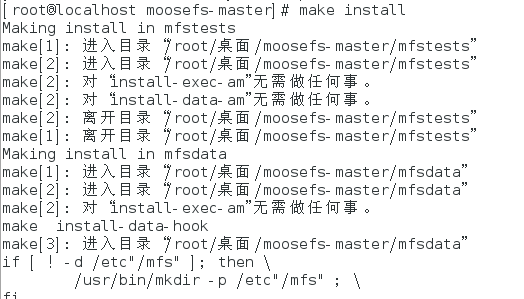 [root@localhost moosefs-master]# make install
Making install in mfstests
make[1]: 进入目录“/root/桌面/moosefs-master/mfstests”
make[2]: 进入目录“/root/桌面/moosefs-master/mfstests”
make[2]: 对“install-exec-am”无需做任何事。
make[2]: 对“install-data-am”无需做任何事。
make[2]: 离开目录“/root/桌面/moosefs-master/mfstests”
make[1]: 离开目录“/root/桌面/moosefs-master/mfstests”
Making install in mfsdata
make[1]: 进入目录“/root/桌面/moosefs-master/mfsdata”
make[2]: 进入目录“/root/桌面/moosefs-master/mfsdata”
make[2]: 对“install-exec-am”无需做任何事。
make  install-data-hook
make[3]: 进入目录“/root/桌面/moosefs-master/mfsdata”
if [ ! -d /etc"/mfs" ]; then \
        /usr/bin/mkdir -p /etc"/mfs" ; \
fi